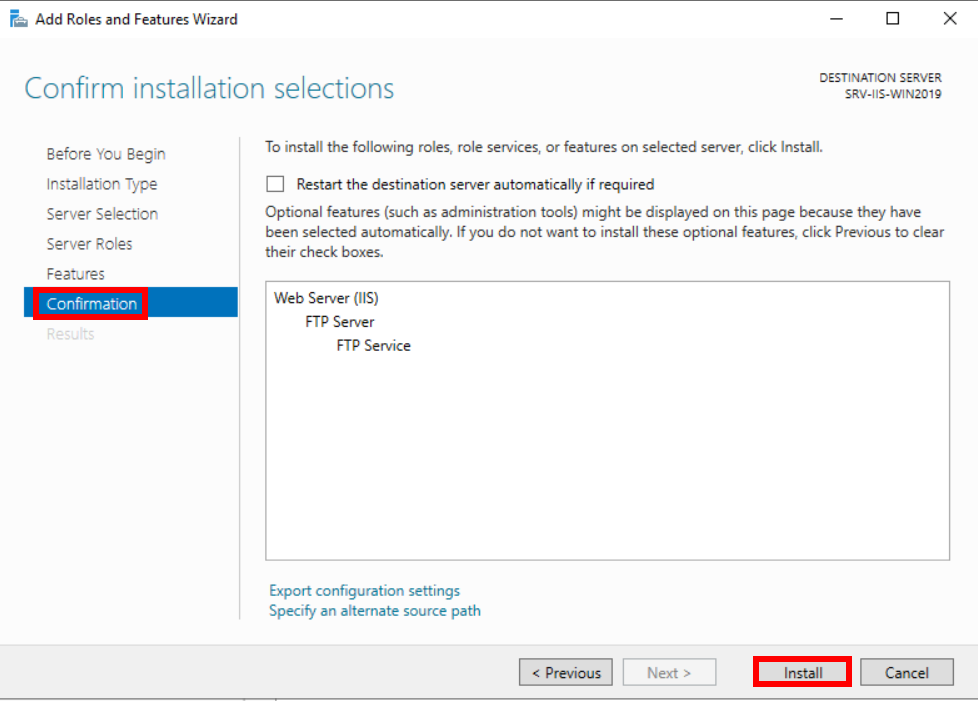 Add Roles and Features Wizard
Confirm installation selections
DESTINATION SERVER
SRV-IIS-WIN2019
Before You Begin
Installation Type
Server Selection
Server Roles
Features
Confirmation
Results
To install the following roles, role services, or features on selected server, click Install.
Restart the destination server automatically if required
Optional features (such as administration tools) might be displayed on this page because they have
been selected automatically. If you do not want to install these optional features, click Previous to clear
their check boxes.
Web Server (IIS)
FTP Server
FTP Service
Export configuration settings
Specify an alternate source path
< Previous
Next >
Install
Cancel